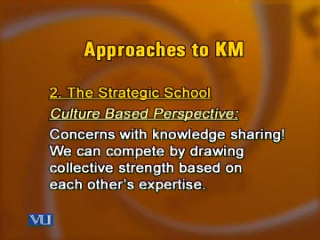 Approaches to KM
2. The Strategic School
Culture Based Perspective:
Concerns with knowledge sharing!
We can compete by drawing
collective strength based on
each other's expertise.
VU